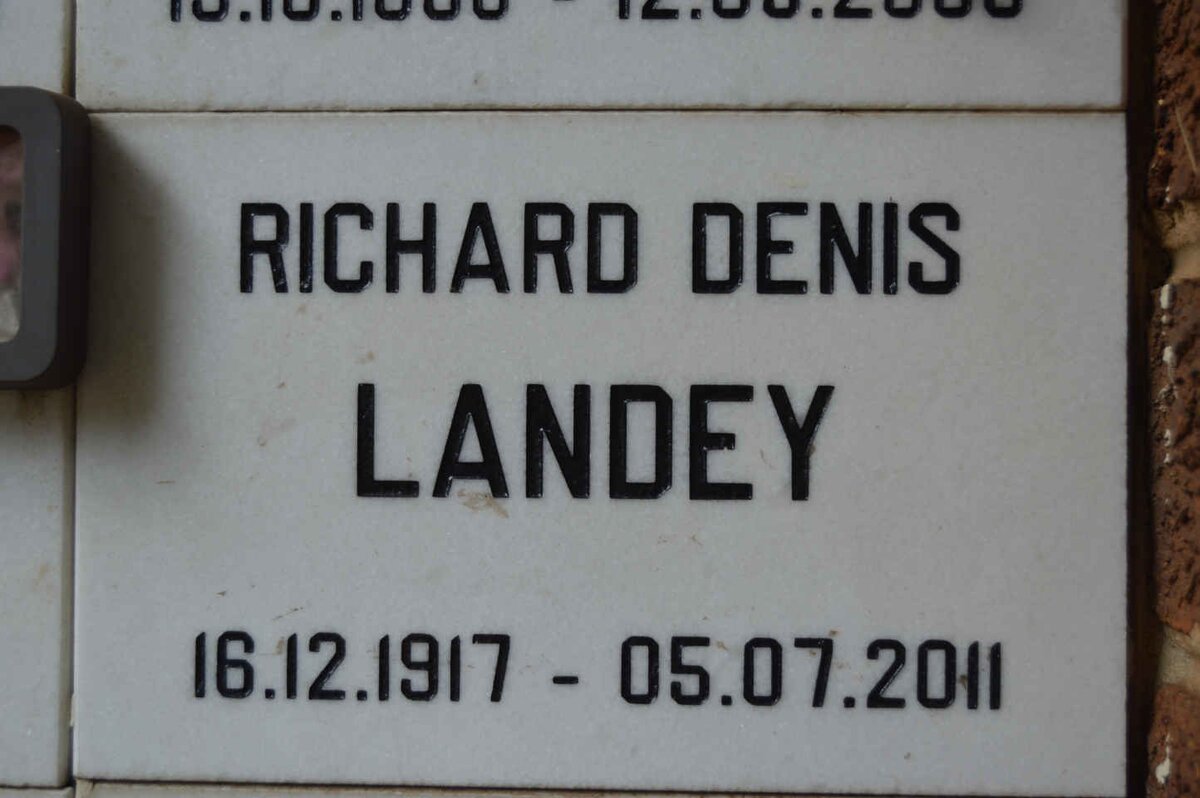 RICHARD DENIS
LANDEY
16.12.1917 - 05.07.2011